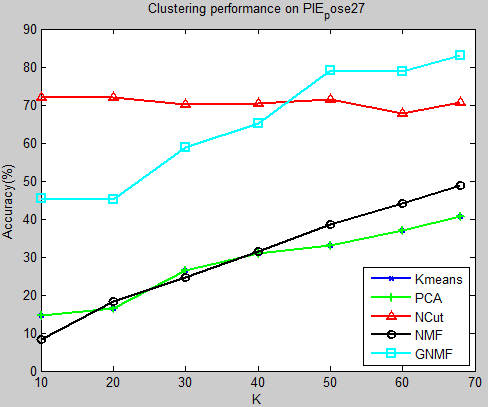 Clustering performance on PIEpose27
90
80
70
60
50
40
30
20
10
0
Accuracy(%)
10 20 30 40 50 60 70
K
Kmeans
PCA
NCut
NMF
GNMF